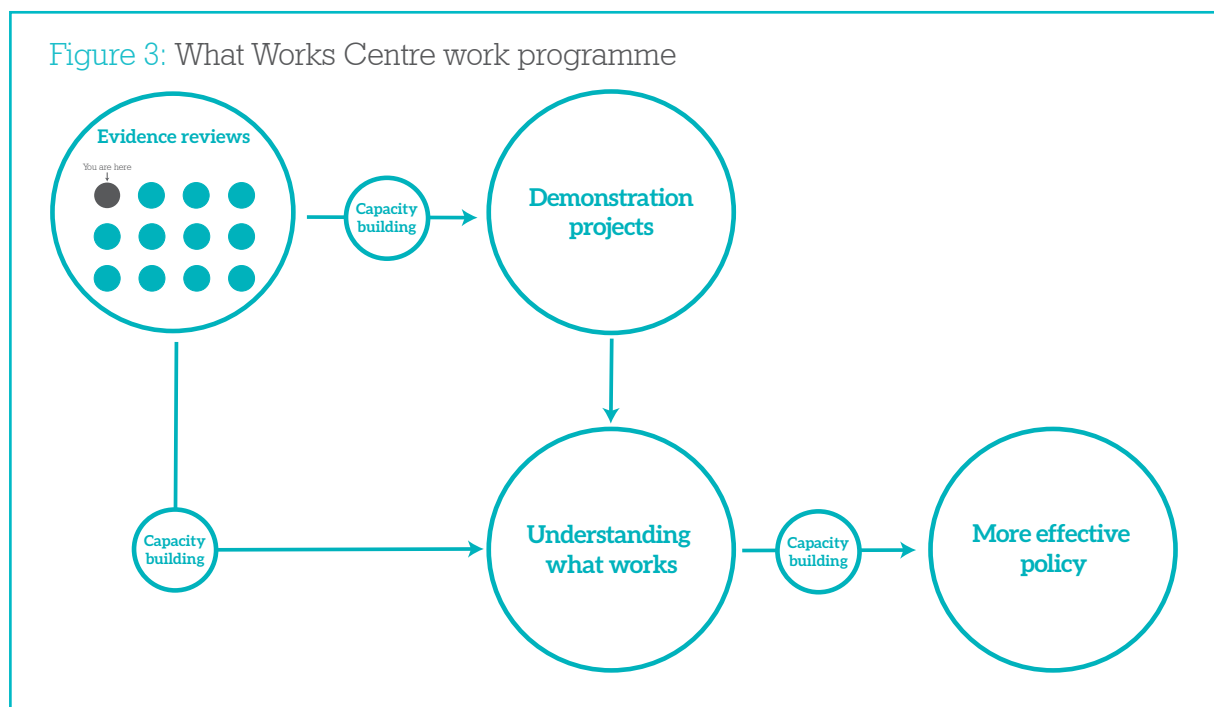 Figure 3: What Works Centre work programme
Evidence reviews
You are here
Capacity
building
Demonstration
projects
Capacity
building
Understanding
what works
Capacity
building
More effective
policy